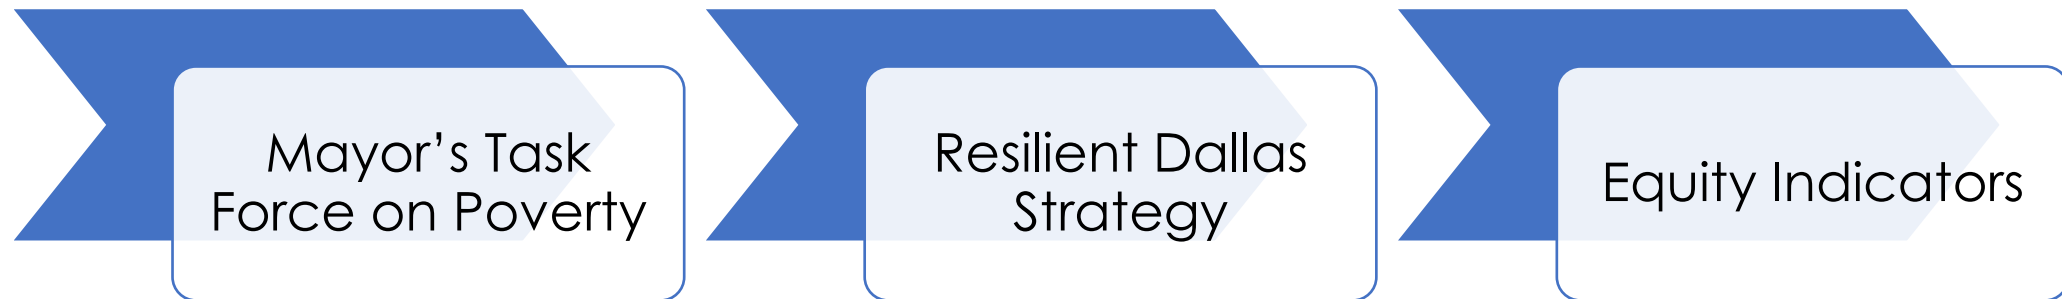 Mayor’s Task
Force on Poverty
Resilient Dallas
Strategy
Equity Indicators